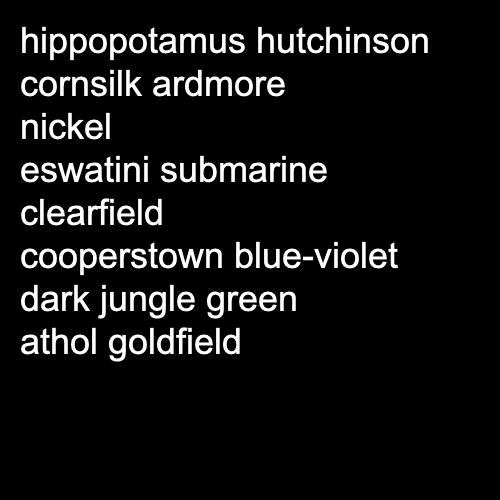 hippopotamus hutchinson
cornsilk ardmore
nickel
eswatini submarine
clearfield
cooperstown blue-violet
dark jungle green
athol goldfield